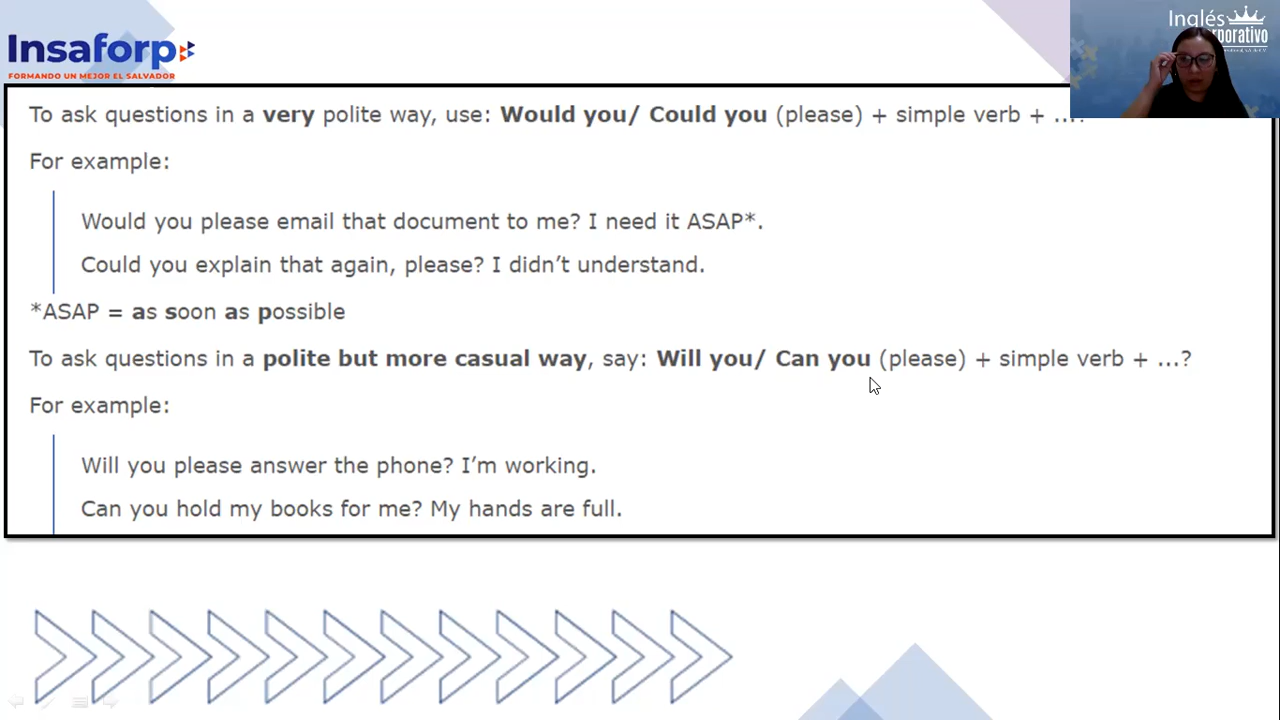 Insaforp
FORMANDO UN MEJOR EL SALVADOR
Inglés
To ask questions in a very polite way, use: Would you/ Could you (please) + simple verb + ...?
For example:
Would you please email that document to me? I need it ASAP*.
Could you explain that again, please? I didn't understand.
*ASAP = as soon as possible
To ask questions in a polite but more casual way, say: Will you/ Can you (please) + simple verb + ...?
For example:
Will you please answer the phone? I'm working.
Can you hold my books for me? My hands are full.